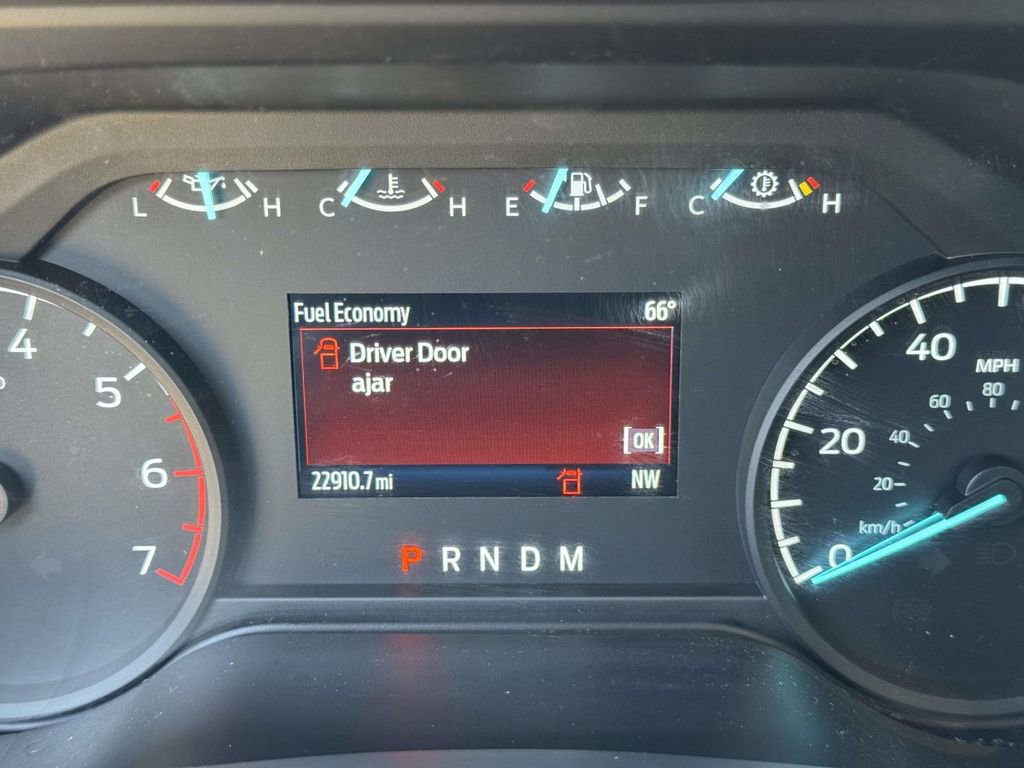 L H C H E F C H
Fuel Economy 66°
Driver Door
ajar
[OK]
22910.7 mi NW
P R N D M
4
5
6
7
40
MPH
80
60
20
40
20
km/h
0